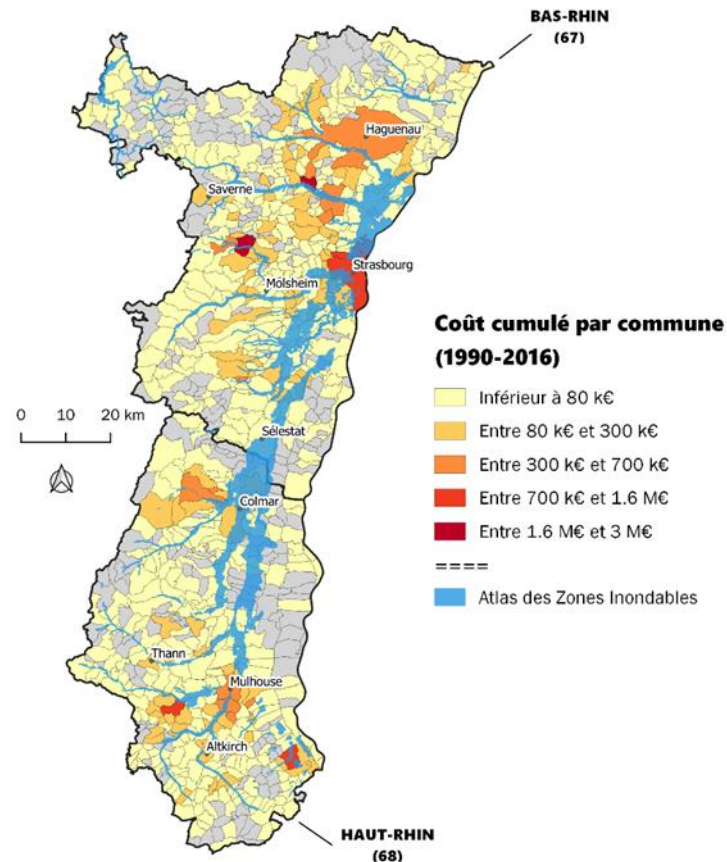 BAS-RHIN
(67)
Haguenau
Saverne
Strasbourg
Molsheim
Coût cumulé par commune
(1990-2016)
Inférieur à 80 k€
Entre 80 k€ et 300 k€
Entre 300 k€ et 700 k€
Entre 700 k€ et 1.6 M€
Entre 1.6 M€ et 3 M€
====
Atlas des Zones Inondables
0 10 20 km
Sélestat
Colmar
Thann
Mulhouse
Altkirch
HAUT-RHIN
(68)